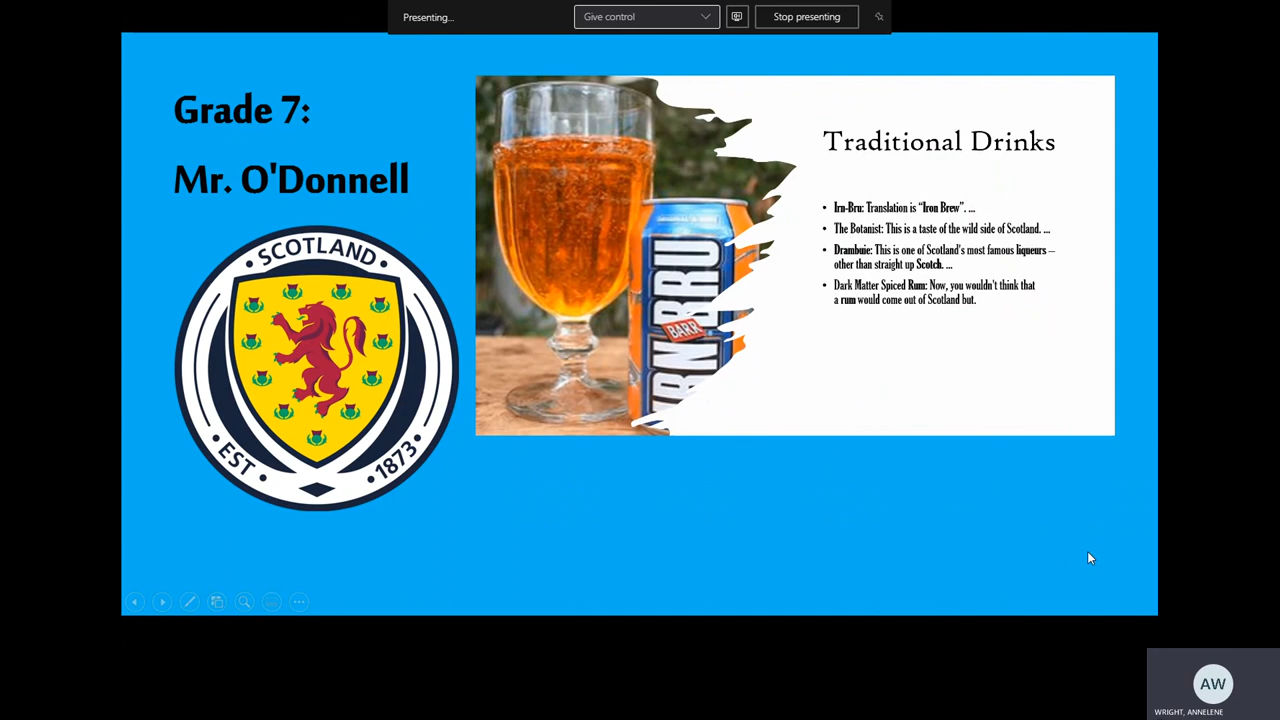 Presenting...
Give control
Stop presenting
Grade 7:
Mr. O'Donnell
SCOTLAND
EST
1873
IRN-BRU
BARR
Traditional Drinks
• Irn-Bru: Translation is “Iron Brew”. ...
• The Botanist: This is a taste of the wild side of Scotland. ...
• Drambuie: This is one of Scotland's most famous liqueurs –
other than straight up Scotch. ...
• Dark Matter Spiced Rum: Now, you wouldn't think that
a rum would come out of Scotland but.
AW
WRIGHT, ANNELENE